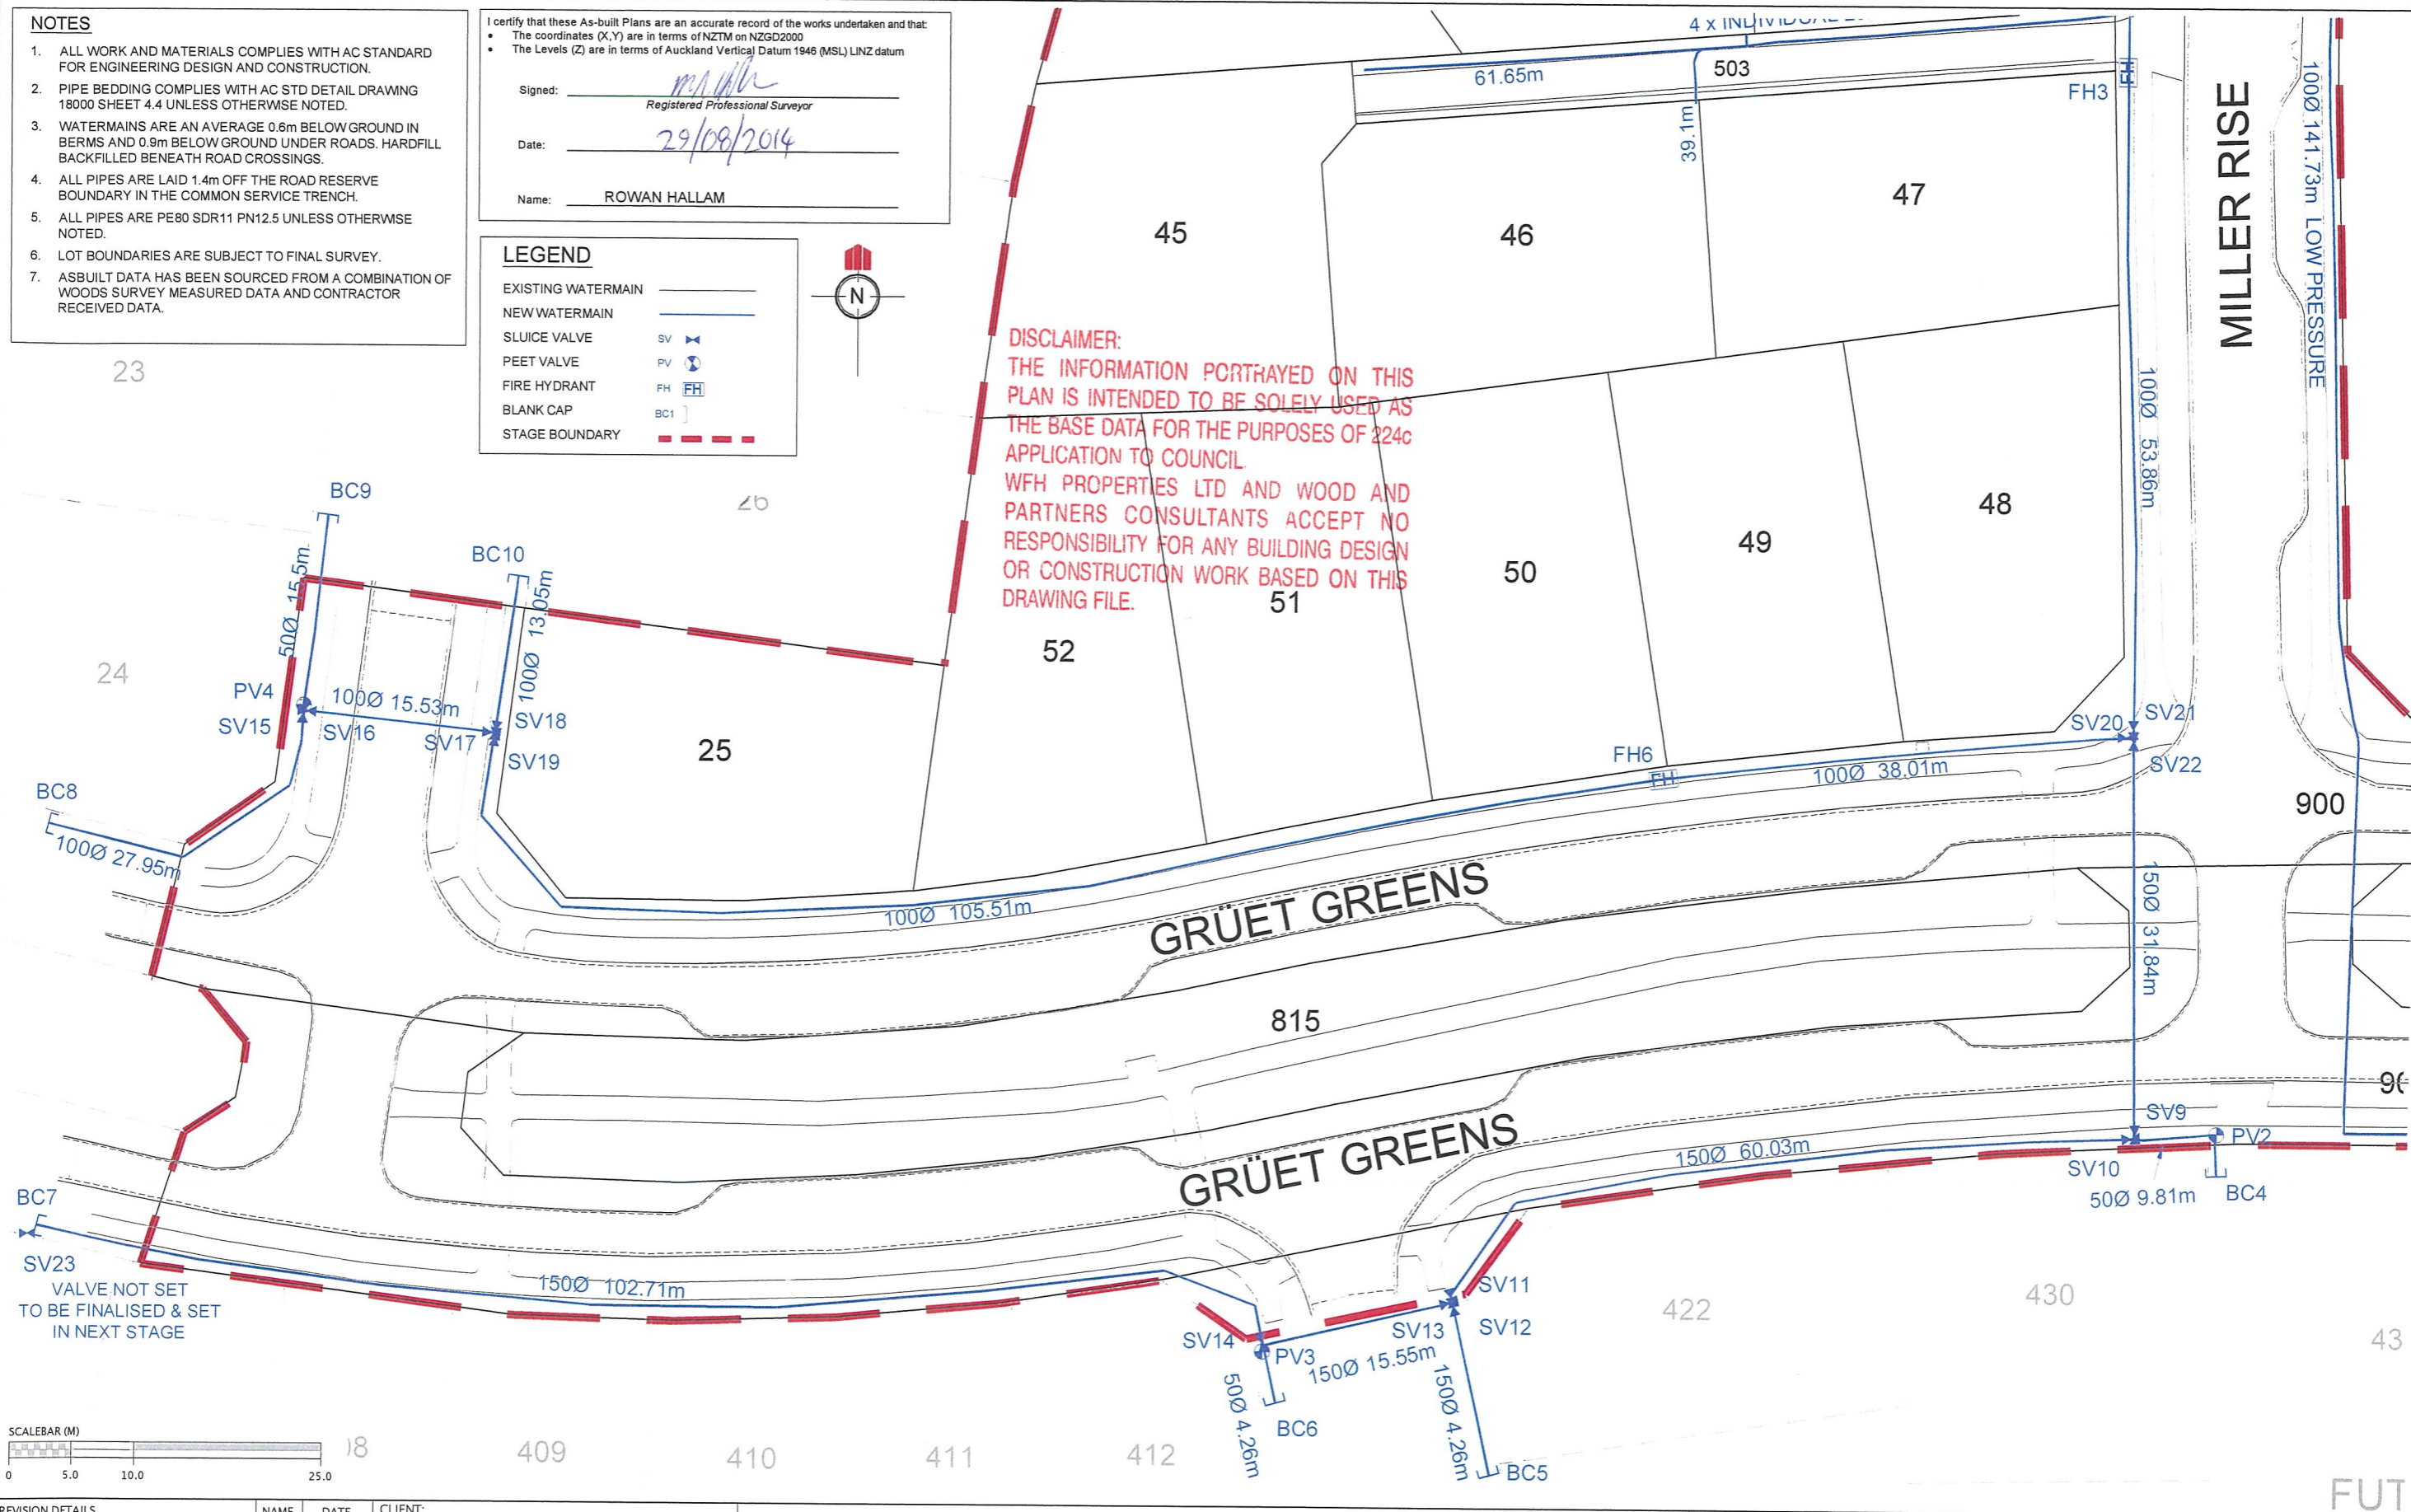 NOTES
1. ALL WORK AND MATERIALS COMPLIES WITH AC STANDARD
FOR ENGINEERING DESIGN AND CONSTRUCTION.
2. PIPE BEDDING COMPLIES WITH AC STD DETAIL DRAWING
18000 SHEET 4.4 UNLESS OTHERWISE NOTED.
3. WATERMAINS ARE AN AVERAGE 0.6m BELOW GROUND IN
BERMS AND 0.9m BELOW GROUND UNDER ROADS. HARDFILL
BACKFILLED BENEATH ROAD CROSSINGS.
4. ALL PIPES ARE LAID 1.4m OFF THE ROAD RESERVE
BOUNDARY IN THE COMMON SERVICE TRENCH.
5. ALL PIPES ARE PE80 SDR11 PN12.5 UNLESS OTHERWISE
NOTED.
6. LOT BOUNDARIES ARE SUBJECT TO FINAL SURVEY.
7. ASBUILT DATA HAS BEEN SOURCED FROM A COMBINATION OF
WOODS SURVEY MEASURED DATA AND CONTRACTOR
RECEIVED DATA.
I certify that these As-built Plans are an accurate record of the works undertaken and that:
• The coordinates (X,Y) are in terms of NZTM on NZGD2000
• The Levels (Z) are in terms of Auckland Vertical Datum 1946 (MSL) LINZ datum
Signed:
Registered Professional Surveyor
Date: 29/08/2014
Name: ROWAN HALLAM
LEGEND
EXISTING WATERMAIN
NEW WATERMAIN
SLUICE VALVE SV
PEET VALVE PV
FIRE HYDRANT FH FH
BLANK CAP BC1
STAGE BOUNDARY
N
DISCLAIMER:
THE INFORMATION PORTRAYED ON THIS
PLAN IS INTENDED TO BE SOLELY USED AS
THE BASE DATA FOR THE PURPOSES OF 224c
APPLICATION TO COUNCIL.
WFH PROPERTIES LTD AND WOOD AND
PARTNERS CONSULTANTS ACCEPT NO
RESPONSIBILITY FOR ANY BUILDING DESIGN
OR CONSTRUCTION WORK BASED ON THIS
DRAWING FILE.
4 x INDIVIDUAL
61.65m
503
39.1m
FH3
FH
MILLER RISE
100Ø 141.73m LOW PRESSURE
100Ø 53.86m
45
46
47
48
49
50
51
52
23
24
25
26
BC9
50Ø 15.5m
BC10
100Ø 13.05m
PV4
SV15
100Ø 15.53m
SV16
SV17
SV18
SV19
BC8
100Ø 27.95m
FH6
FH
100Ø 38.01m
SV20
SV21
SV22
900
100Ø 105.51m
GRÜET GREENS
150Ø 31.84m
815
GRÜET GREENS
90
SV9
PV2
150Ø 60.03m
SV10
50Ø 9.81m
BC4
BC7
SV23
VALVE NOT SET
TO BE FINALISED & SET
IN NEXT STAGE
150Ø 102.71m
SV11
SV12
SV13
SV14
PV3
150Ø 15.55m
50Ø 4.26m
BC6
150Ø 4.26m
BC5
422
430
43
SCALEBAR (M)
0 5.0 10.0 25.0
08
409
410
411
412
FUT
REVISION DETAILS NAME DATE CLIENT: